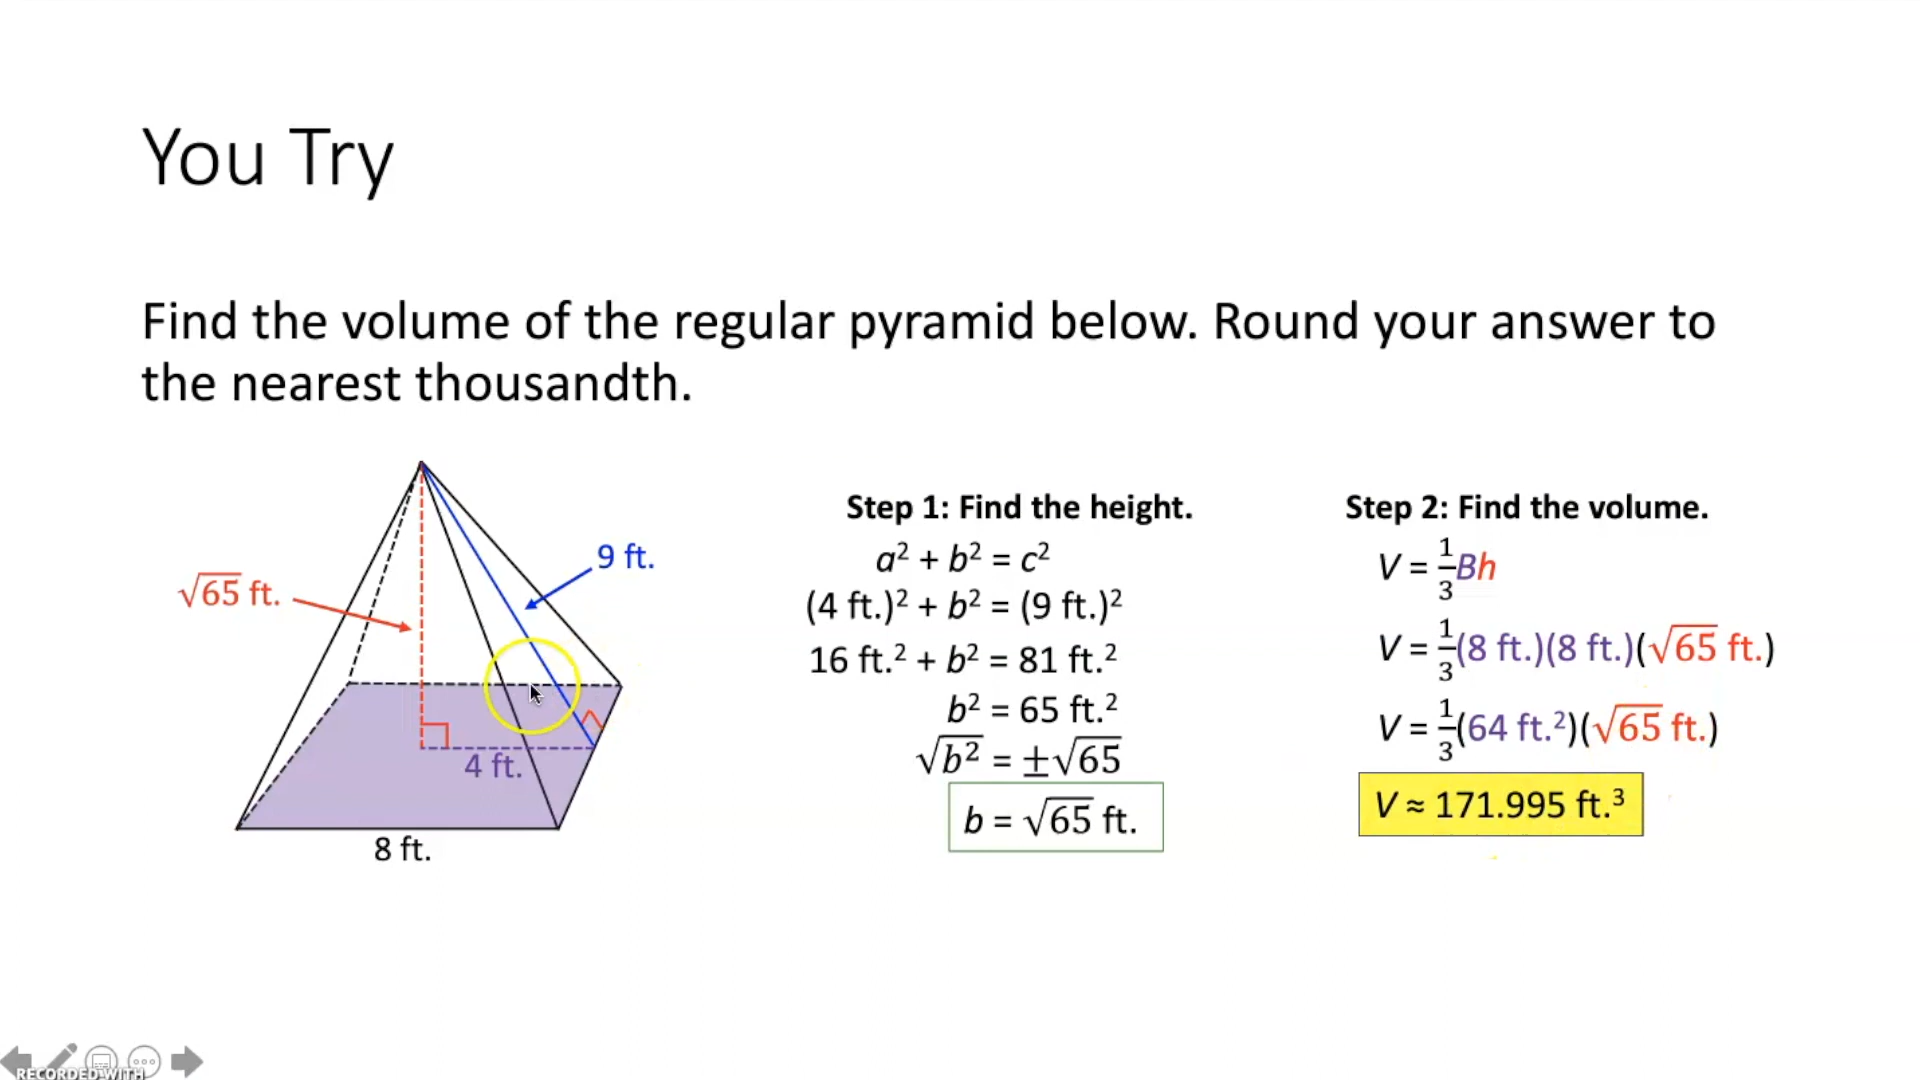 You Try
Find the volume of the regular pyramid below. Round your answer to
the nearest thousandth.
√65 ft.
9 ft.
4 ft.
8 ft.
Step 1: Find the height.
a² + b² = c²
(4 ft.)² + b² = (9 ft.)²
16 ft.² + b² = 81 ft.²
b² = 65 ft.²
√b² = ±√65
b = √65 ft.
Step 2: Find the volume.
V = 1/3Bh
V = 1/3(8 ft.)(8 ft.)(√65 ft.)
V = 1/3(64 ft.²)(√65 ft.)
V ≈ 171.995 ft.³
RECORDED WITH